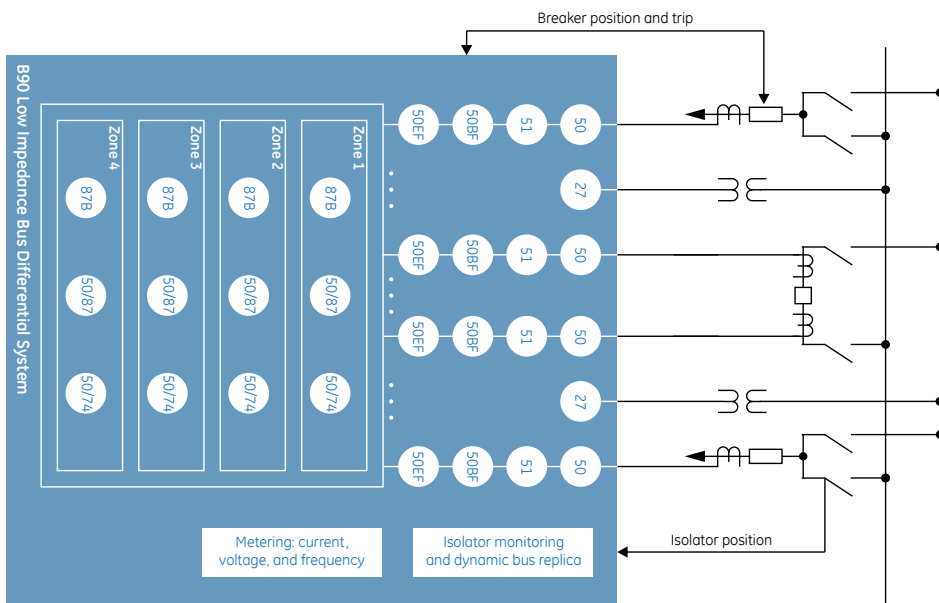 Breaker position and trip
B90 Low Impedance Bus Differential System
Zone 4
Zone 3
Zone 2
Zone 1
50EF
50BF
51
50
87B
87B
87B
87B
27
50EF
50BF
51
50
50/87
50/87
50/87
50/87
50EF
50BF
51
50
50/74
50/74
50/74
50/74
27
50EF
50BF
51
50
Metering: current,
voltage, and frequency
Isolator monitoring
and dynamic bus replica
Isolator position